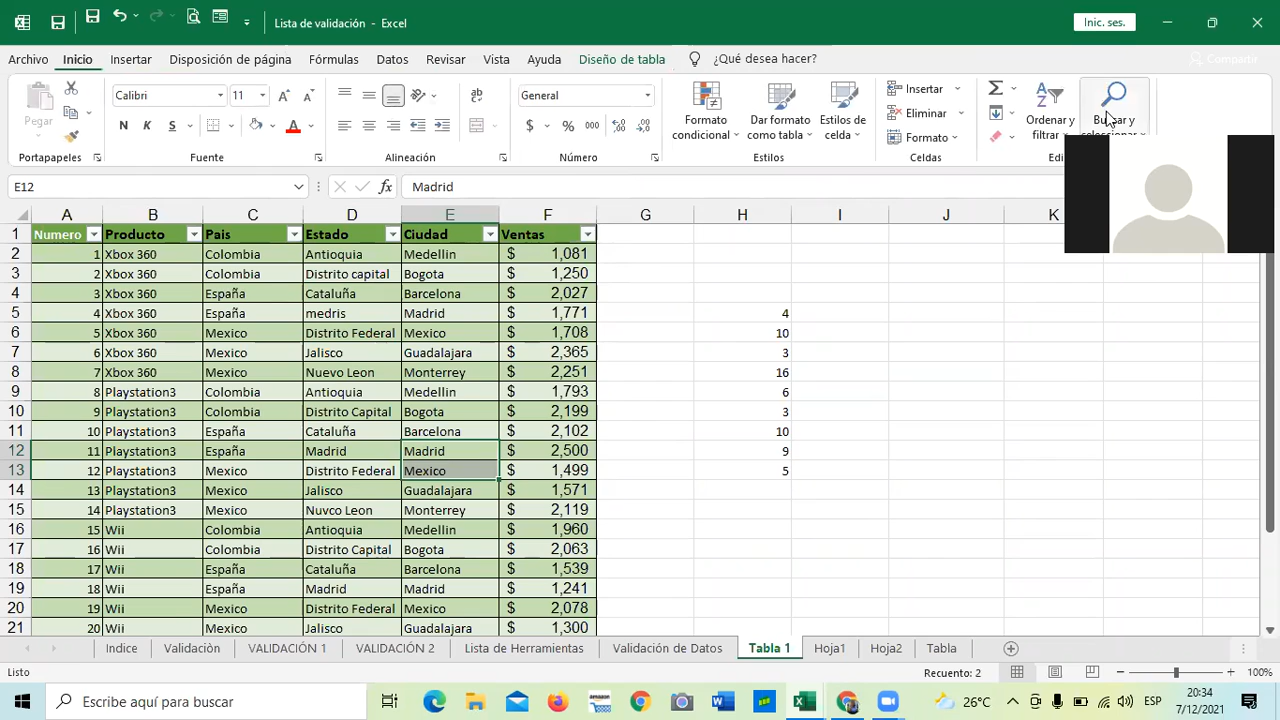 Lista de validación - Excel
Inic. ses.
Archivo Inicio Insertar Disposición de página Fórmulas Datos Revisar Vista Ayuda Diseño de tabla ¿Qué desea hacer? Compartir
Pegar
Calibri 11
N K S A
ab
General
$ % 000
Formato condicional
Dar formato como tabla
Estilos de celda
Insertar
Eliminar
Formato
Ordenar y filtrar
Buscar y seleccionar
Portapapeles Fuente Alineación Número Estilos Celdas
E12 fx Madrid
A B C D E F G H I J K
1 Numero Producto Pais Estado Ciudad Ventas
2 1 Xbox 360 Colombia Antioquia Medellin $ 1,081
3 2 Xbox 360 Colombia Distrito capital Bogota $ 1,250
4 3 Xbox 360 España Cataluña Barcelona $ 2,027
5 4 Xbox 360 España medris Madrid $ 1,771 4
6 5 Xbox 360 Mexico Distrito Federal Mexico $ 1,708 10
7 6 Xbox 360 Mexico Jalisco Guadalajara $ 2,365 3
8 7 Xbox 360 Mexico Nuevo Leon Monterrey $ 2,251 16
9 8 Playstation3 Colombia Antioquia Medellin $ 1,793 6
10 9 Playstation3 Colombia Distrito Capital Bogota $ 2,199 3
11 10 Playstation3 España Cataluña Barcelona $ 2,102 10
12 11 Playstation3 España Madrid Madrid $ 2,500 9
13 12 Playstation3 Mexico Distrito Federal Mexico $ 1,499 5
14 13 Playstation3 Mexico Jalisco Guadalajara $ 1,571
15 14 Playstation3 Mexico Nuvco Leon Monterrey $ 2,119
16 15 Wii Colombia Antioquia Medellin $ 1,960
17 16 Wii Colombia Distrito Capital Bogota $ 2,063
18 17 Wii España Cataluña Barcelona $ 1,539
19 18 Wii España Madrid Madrid $ 1,241
20 19 Wii Mexico Distrito Federal Mexico $ 2,078
21 20 Wii Mexico Jalisco Guadalajara $ 1,300
Indice Validaciòn VALIDACIÓN 1 VALIDACIÓN 2 Lista de Herramientas Validación de Datos Tabla 1 Hoja1 Hoja2 Tabla
Listo Recuento: 2 100%
Escribe aquí para buscar 26°C ESP 20:34
7/12/2021